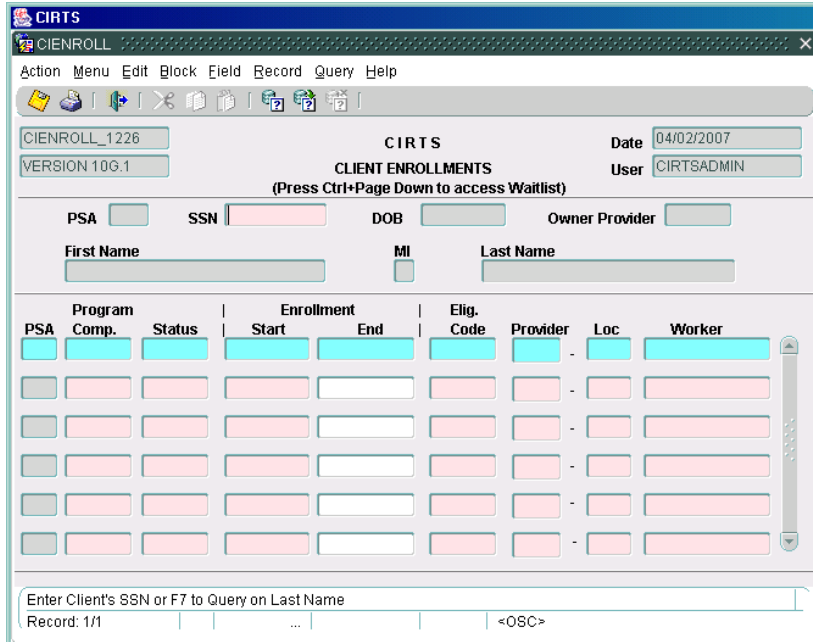 CIRTS
CIENROLL
Action Menu Edit Block Field Record Query Help
CIENROLL_1226 CIRTS Date 04/02/2007
VERSION 10G.1 CLIENT ENROLLMENTS User CIRTSADMIN
(Press Ctrl+Page Down to access Waitlist)
PSA SSN DOB Owner Provider
First Name MI Last Name
Program | Enrollment | Elig.
PSA Comp. Status | Start End | Code Provider Loc Worker
-
-
-
-
-
-
Enter Client's SSN or F7 to Query on Last Name
Record: 1/1 ... <OSC>